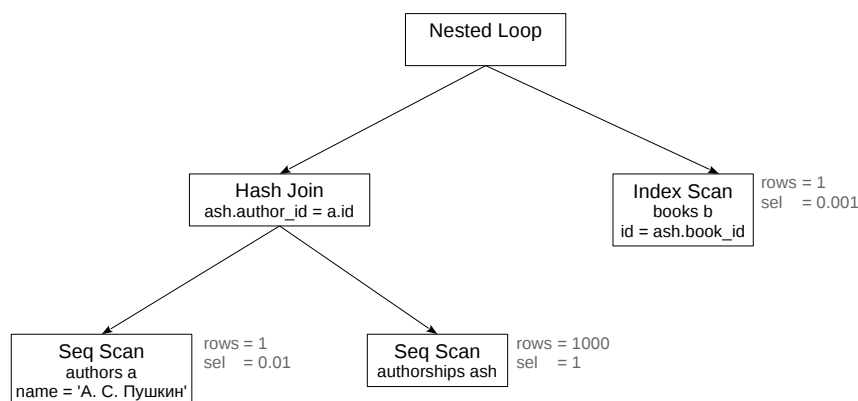 Nested Loop
Hash Join
ash.author_id = a.id
Index Scan
books b
id = ash.book_id
rows = 1
sel = 0.001
Seq Scan
authors a
name = 'А. С. Пушкин'
rows = 1
sel = 0.01
Seq Scan
authorships ash
rows = 1000
sel = 1